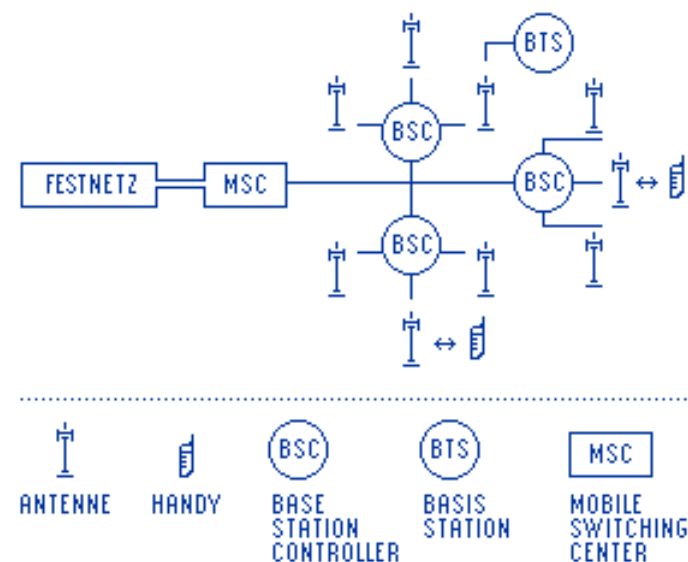 BTS
BSC
FESTNETZ
MSC
BSC
BSC
BSC
BTS
MSC
ANTENNE
HANDY
BASE
STATION
CONTROLLER
BASIS
STATION
MOBILE
SWITCHING
CENTER